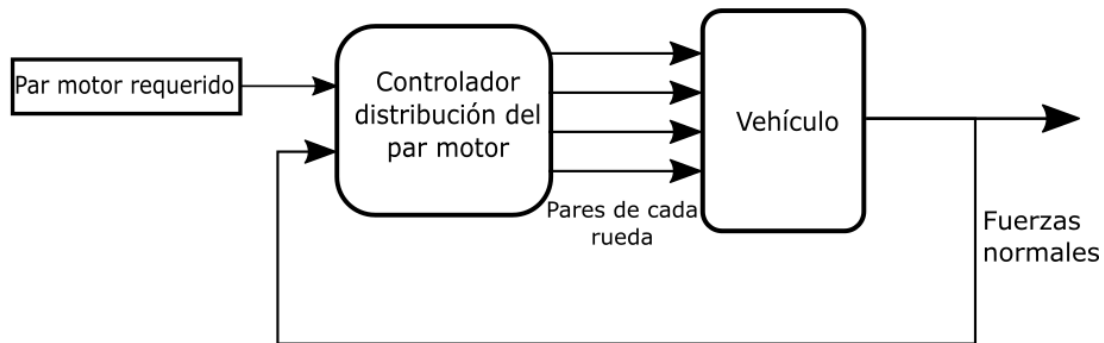 Par motor requerido
Controlador
distribución del
par motor
Vehículo
Pares de cada
rueda
Fuerzas
normales